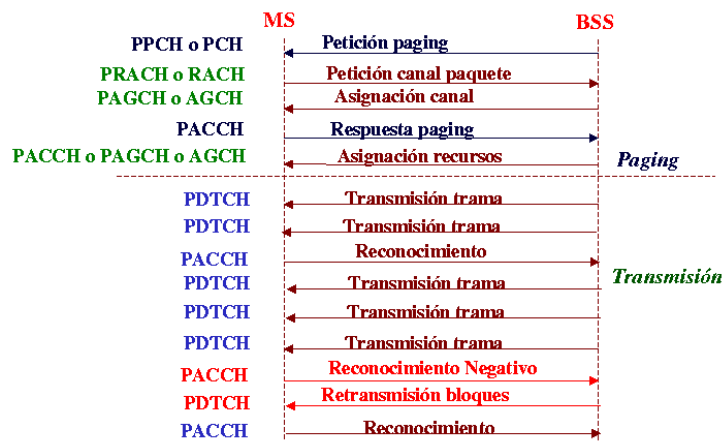 MS BSS
PPCH o PCH Petición paging
PRACH o RACH Petición canal paquete
PAGCH o AGCH Asignación canal
PACCH Respuesta paging
PACCH o PAGCH o AGCH Asignación recursos Paging
PDTCH Transmisión trama
PDTCH Transmisión trama
PACCH Reconocimiento
PDTCH Transmisión trama Transmisión
PDTCH Transmisión trama
PDTCH Transmisión trama
PACCH Reconocimiento Negativo
PDTCH Retransmisión bloques
PACCH Reconocimiento